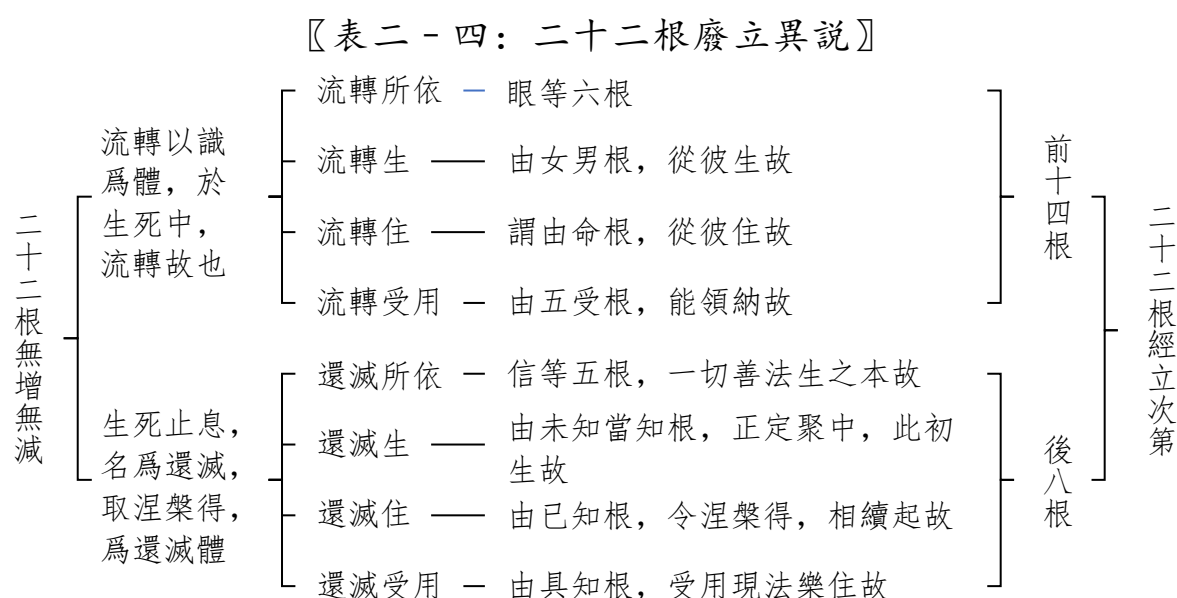 〖表二－四：二十二根廢立異説〗
二十二根無增無減
流轉以識
爲體，於
生死中，
流轉故也
流轉所依 － 眼等六根
流轉生 —— 由女男根，從彼生故
流轉住 —— 謂由命根，從彼住故
流轉受用 － 由五受根，能領納故
前十四根
生死止息，
名爲還滅，
取涅槃得，
爲還滅體
還滅所依 － 信等五根，一切善法生之本故
還滅生 —— 由未知當知根，正定聚中，此初
生故
還滅住 —— 由已知根，令涅槃得，相續起故
還滅受用 － 由具知根，受用現法樂住故
後八根
二十二根經立次第